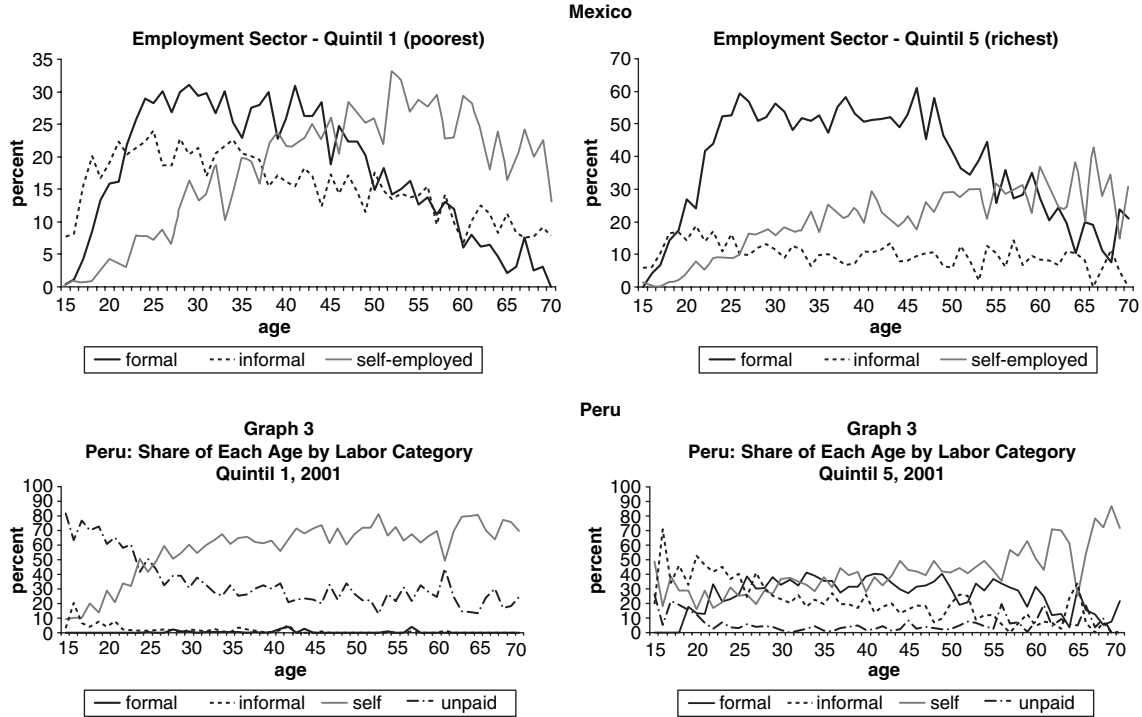 Mexico
Employment Sector - Quintil 1 (poorest)
35
30
25
20
15
10
5
0
percent
15 20 25 30 35 40 45 50 55 60 65 70
age
formal informal self-employed
Employment Sector - Quintil 5 (richest)
70
60
50
40
30
20
10
0
percent
15 20 25 30 35 40 45 50 55 60 65 70
age
formal informal self-employed
Peru
Graph 3
Peru: Share of Each Age by Labor Category
Quintil 1, 2001
100
90
80
70
60
50
40
30
20
10
0
percent
15 20 25 30 35 40 45 50 55 60 65 70
age
formal informal self unpaid
Graph 3
Peru: Share of Each Age by Labor Category
Quintil 5, 2001
100
90
80
70
60
50
40
30
20
10
0
percent
15 20 25 30 35 40 45 50 55 60 65 70
age
formal informal self unpaid